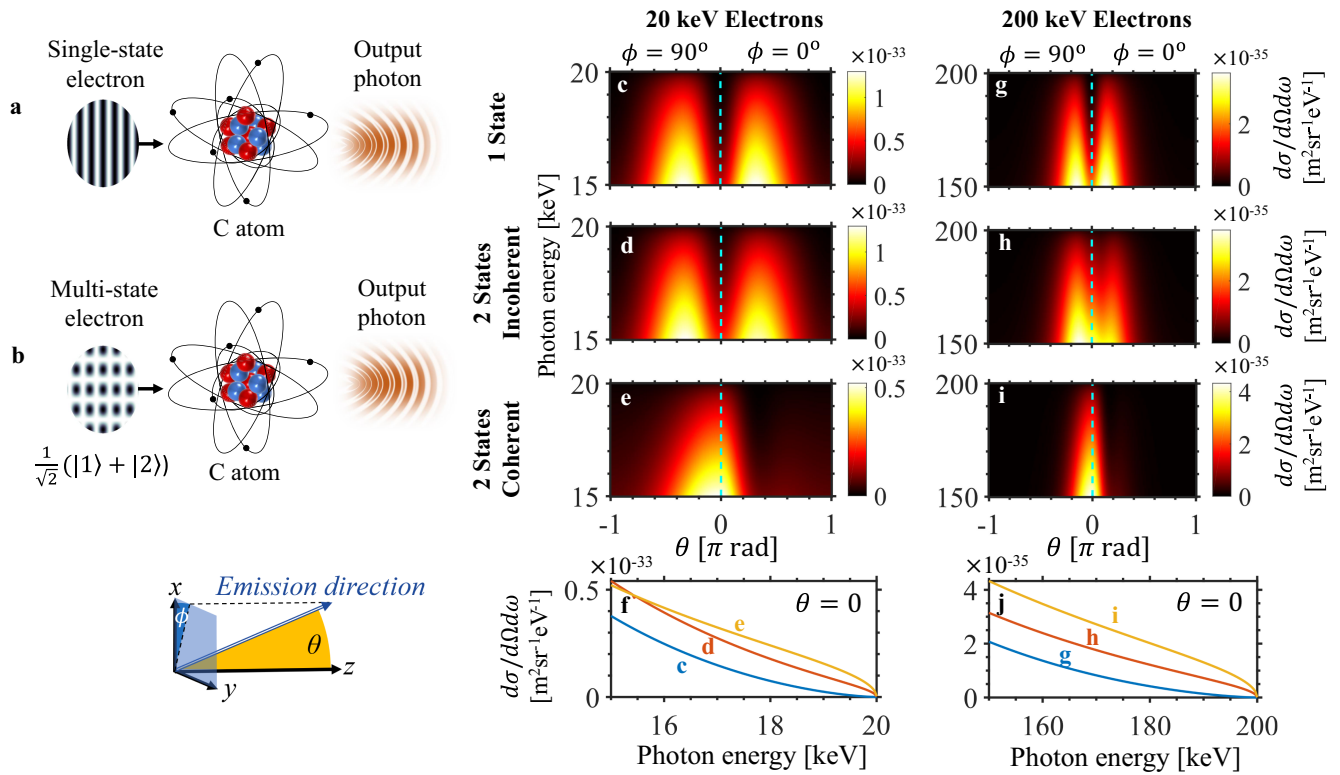 20 keV Electrons
200 keV Electrons
ϕ = 90° ϕ = 0°
ϕ = 90° ϕ = 0°
Single-state
electron
Output
photon
a
C atom
Multi-state
electron
Output
photon
b
1/√2 (|1⟩ + |2⟩)
C atom
x
ϕ
Emission direction
θ
z
y
1 State
2 States
Incoherent
2 States
Coherent
Photon energy [keV]
c
20
15
×10⁻³³
1
0.5
0
d
20
15
×10⁻³³
1
0.5
0
e
20
15
×10⁻³³
0.5
0
-1 0 1
θ [π rad]
g
200
150
×10⁻³⁵
2
0
dσ/dΩdω
[m²sr⁻¹eV⁻¹]
h
200
150
×10⁻³⁵
2
0
dσ/dΩdω
[m²sr⁻¹eV⁻¹]
i
200
150
×10⁻³⁵
4
2
0
dσ/dΩdω
[m²sr⁻¹eV⁻¹]
-1 0 1
θ [π rad]
×10⁻³³
0.5
0
dσ/dΩdω
[m²sr⁻¹eV⁻¹]
f
θ = 0
e
d
c
16 18 20
Photon energy [keV]
×10⁻³⁵
4
2
0
j
θ = 0
i
h
g
160 180 200
Photon energy [keV]